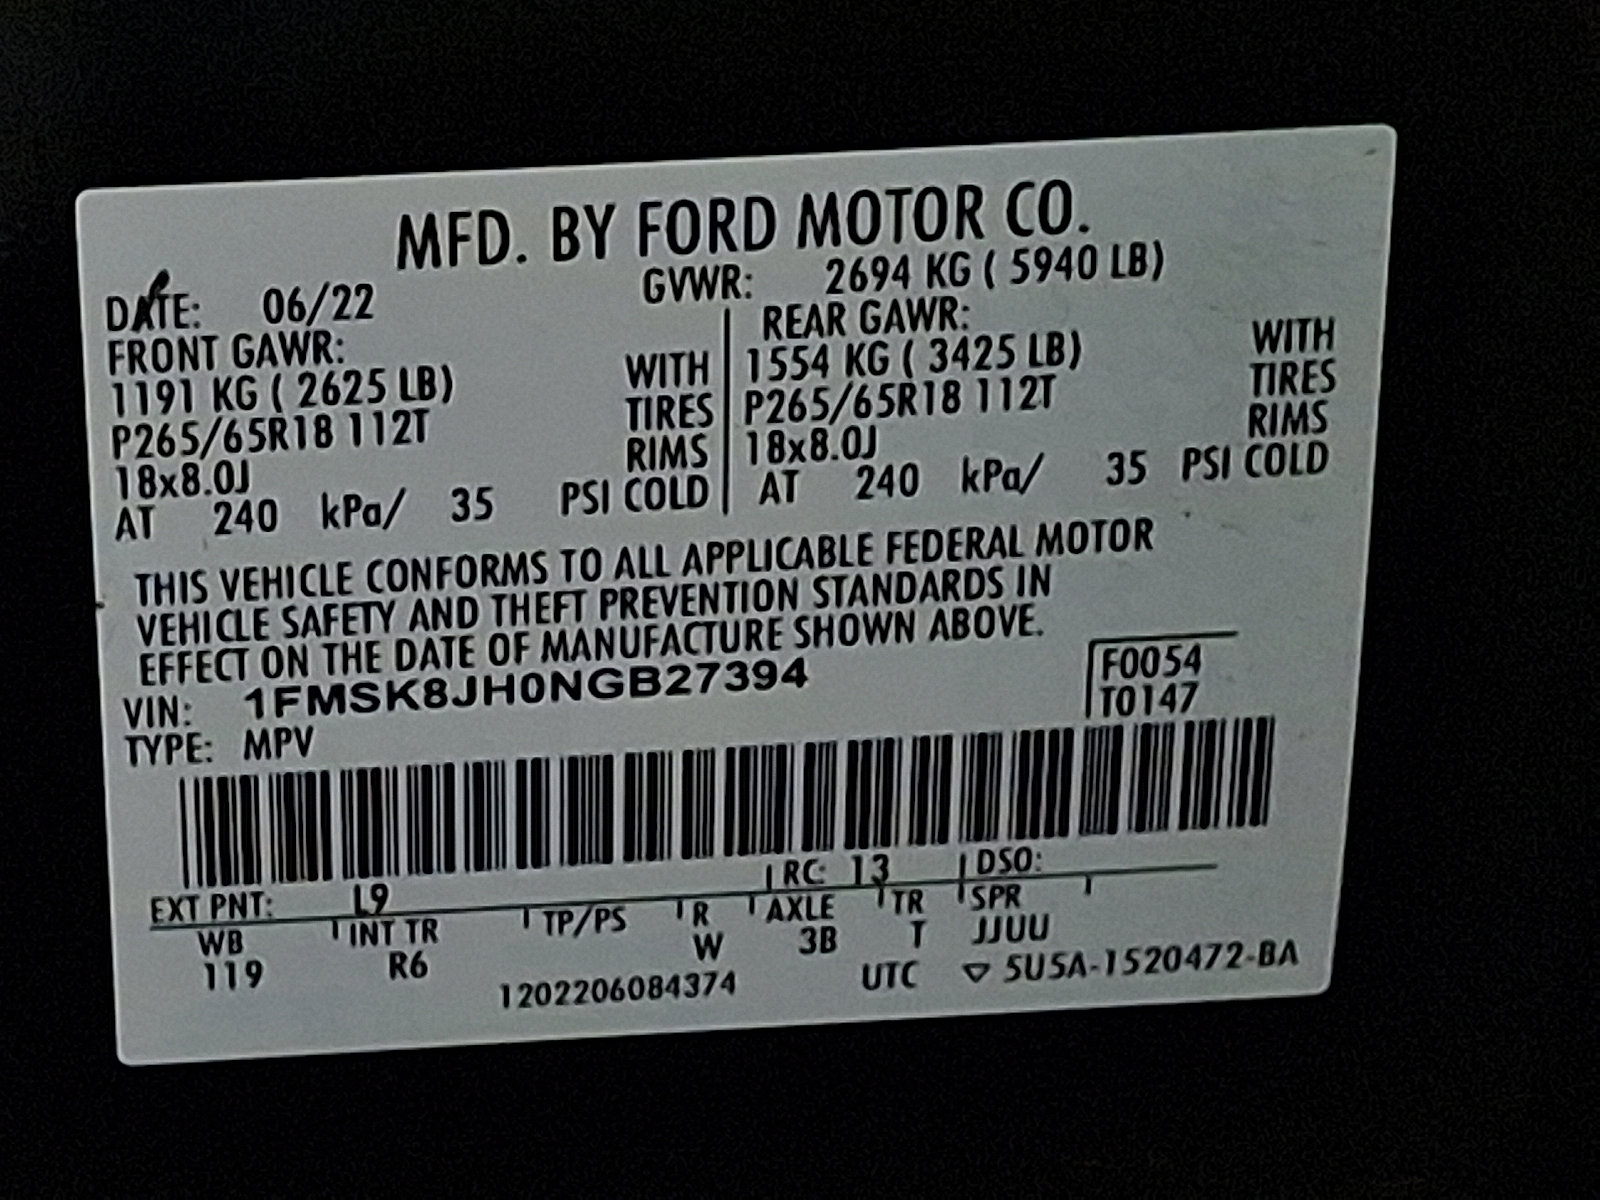 MFD. BY FORD MOTOR CO.
DATE: 06/22 GVWR: 2694 KG ( 5940 LB)
FRONT GAWR: REAR GAWR:
1191 KG ( 2625 LB) WITH 1554 KG ( 3425 LB) WITH
P265/65R18 112T TIRES P265/65R18 112T TIRES
18x8.0J RIMS 18x8.0J RIMS
AT 240 kPa/ 35 PSI COLD AT 240 kPa/ 35 PSI COLD
THIS VEHICLE CONFORMS TO ALL APPLICABLE FEDERAL MOTOR
VEHICLE SAFETY AND THEFT PREVENTION STANDARDS IN
EFFECT ON THE DATE OF MANUFACTURE SHOWN ABOVE.
VIN: 1FMSK8JH0NGB27394 F0054
TYPE: MPV T0147
EXT PNT: L9 RC: 13 DSO:
WB INT TR TP/PS R AXLE TR SPR
119 R6 W 3B T JJUU
1202206084374 UTC ▽ 5U5A-1520472-BA